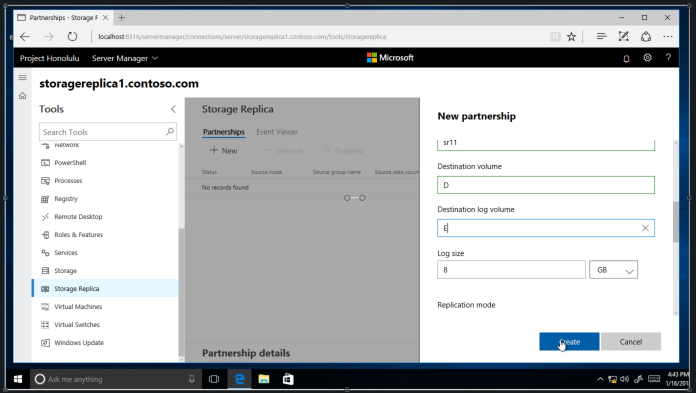 Partnerships - Storage F
localhost:6516/servermanager/connections/server/storagereplica1.contoso.com/tools/storagereplica
Project Honolulu Server Manager Microsoft
storagereplica1.contoso.com
Tools
Search Tools
Network
PowerShell
Processes
Registry
Remote Desktop
Roles & Features
Services
Storage
Storage Replica
Virtual Machines
Virtual Switches
Windows Update
Storage Replica
Partnerships Event Viewer
New Remove Suspend
Status Source node Source group name Source data volum
No records found
Partnership details
New partnership
sr11
Destination volume
D
Destination log volume
E
Log size
8 GB
Replication mode
Create Cancel
Ask me anything
4:43 PM
1/16/201